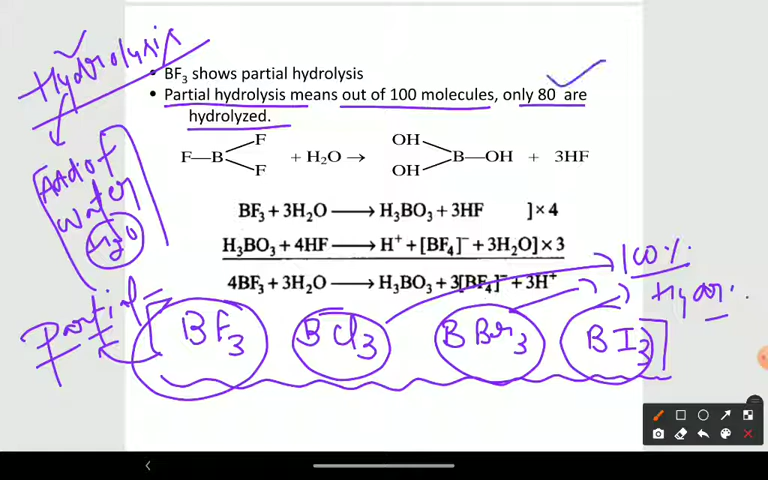 Hydrolysis
• BF₃ shows partial hydrolysis
• Partial hydrolysis means out of 100 molecules, only 80 are
hydrolyzed.
Add of
water
H₂O
F—B F F + H₂O → OH OH B—OH + 3HF
BF₃ + 3H₂O ⟶ H₃BO₃ + 3HF ] × 4
H₃BO₃ + 4HF ⟶ H⁺ + [BF₄]⁻ + 3H₂O] × 3
4BF₃ + 3H₂O ⟶ H₃BO₃ + 3[BF₄]⁻ + 3H⁺
100%
Hydr.
Partial
BF₃ BCl₃ BBr₃ BI₃